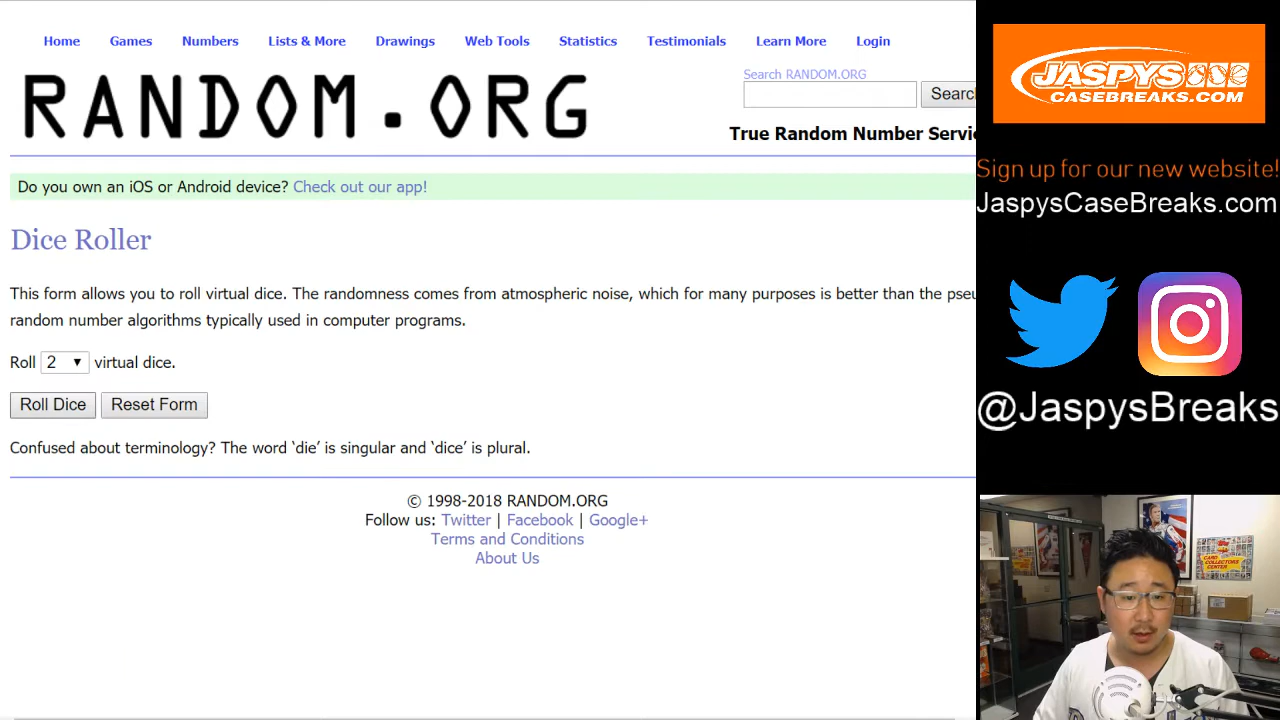 Home Games Numbers Lists & More Drawings Web Tools Statistics Testimonials Learn More Login
RANDOM.ORG
Search RANDOM.ORG
Searc
True Random Number Servic
Do you own an iOS or Android device? Check out our app!
Dice Roller
This form allows you to roll virtual dice. The randomness comes from atmospheric noise, which for many purposes is better than the pseu
random number algorithms typically used in computer programs.
Roll 2 virtual dice.
Roll Dice Reset Form
Confused about terminology? The word ‘die’ is singular and ‘dice’ is plural.
© 1998-2018 RANDOM.ORG
Follow us: Twitter | Facebook | Google+
Terms and Conditions
About Us
JASPYS
CASEBREAKS.COM
Sign up for our new website!
JaspysCaseBreaks.com
@JaspysBreaks
CARD
COLLECTORS
CENTER